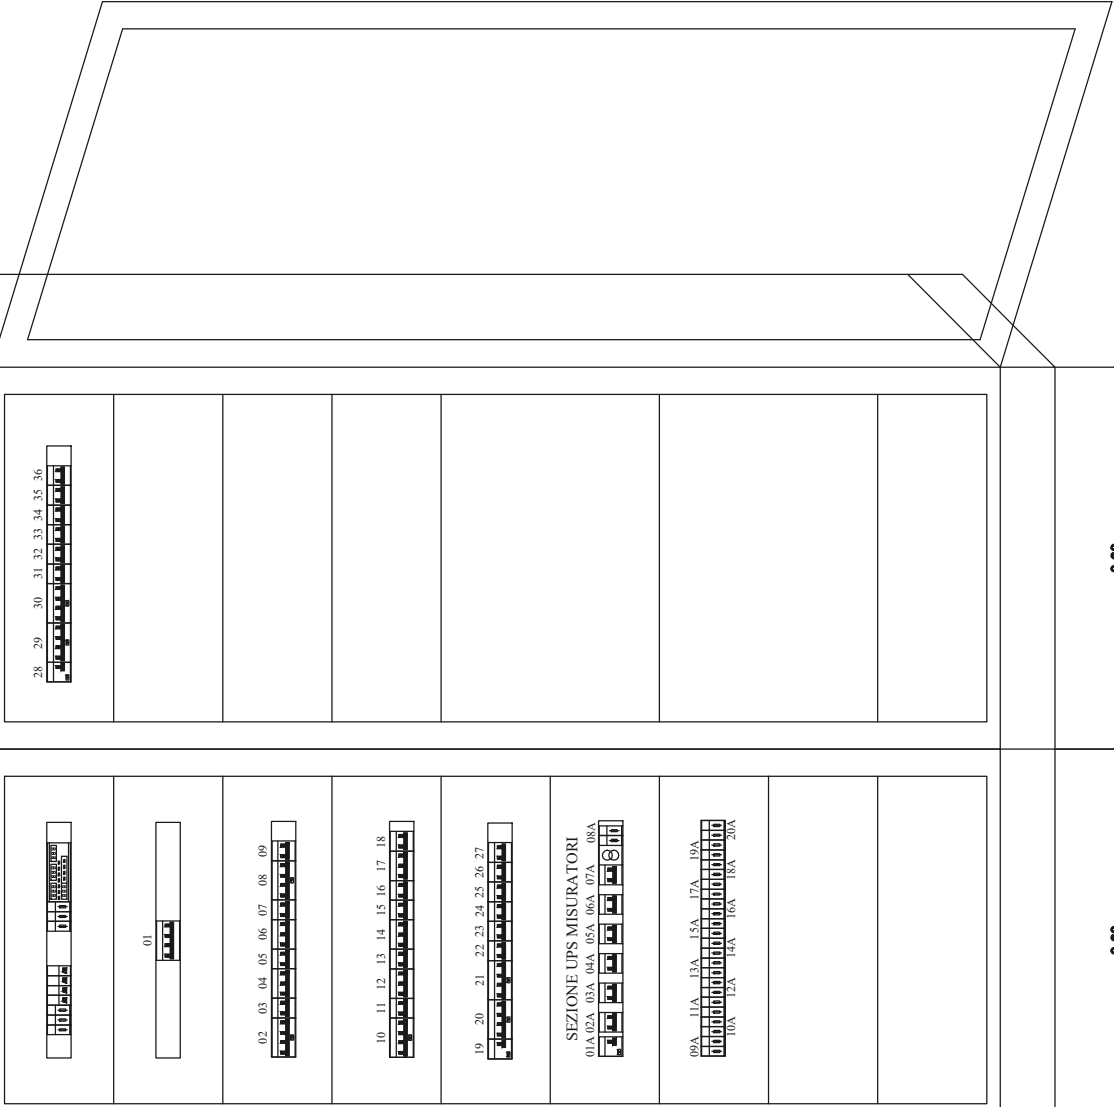 28 29 30 31 32 33 34 35 36
01
02 03 04 05 06 07 08 09
10 11 12 13 14 15 16 17 18
19 20 21 22 23 24 25 26 27
SEZIONE UPS MISURATORI
01A 02A 03A 04A 05A 06A 07A 08A
09A 11A 13A 15A 17A 19A
10A 12A 14A 16A 18A 20A